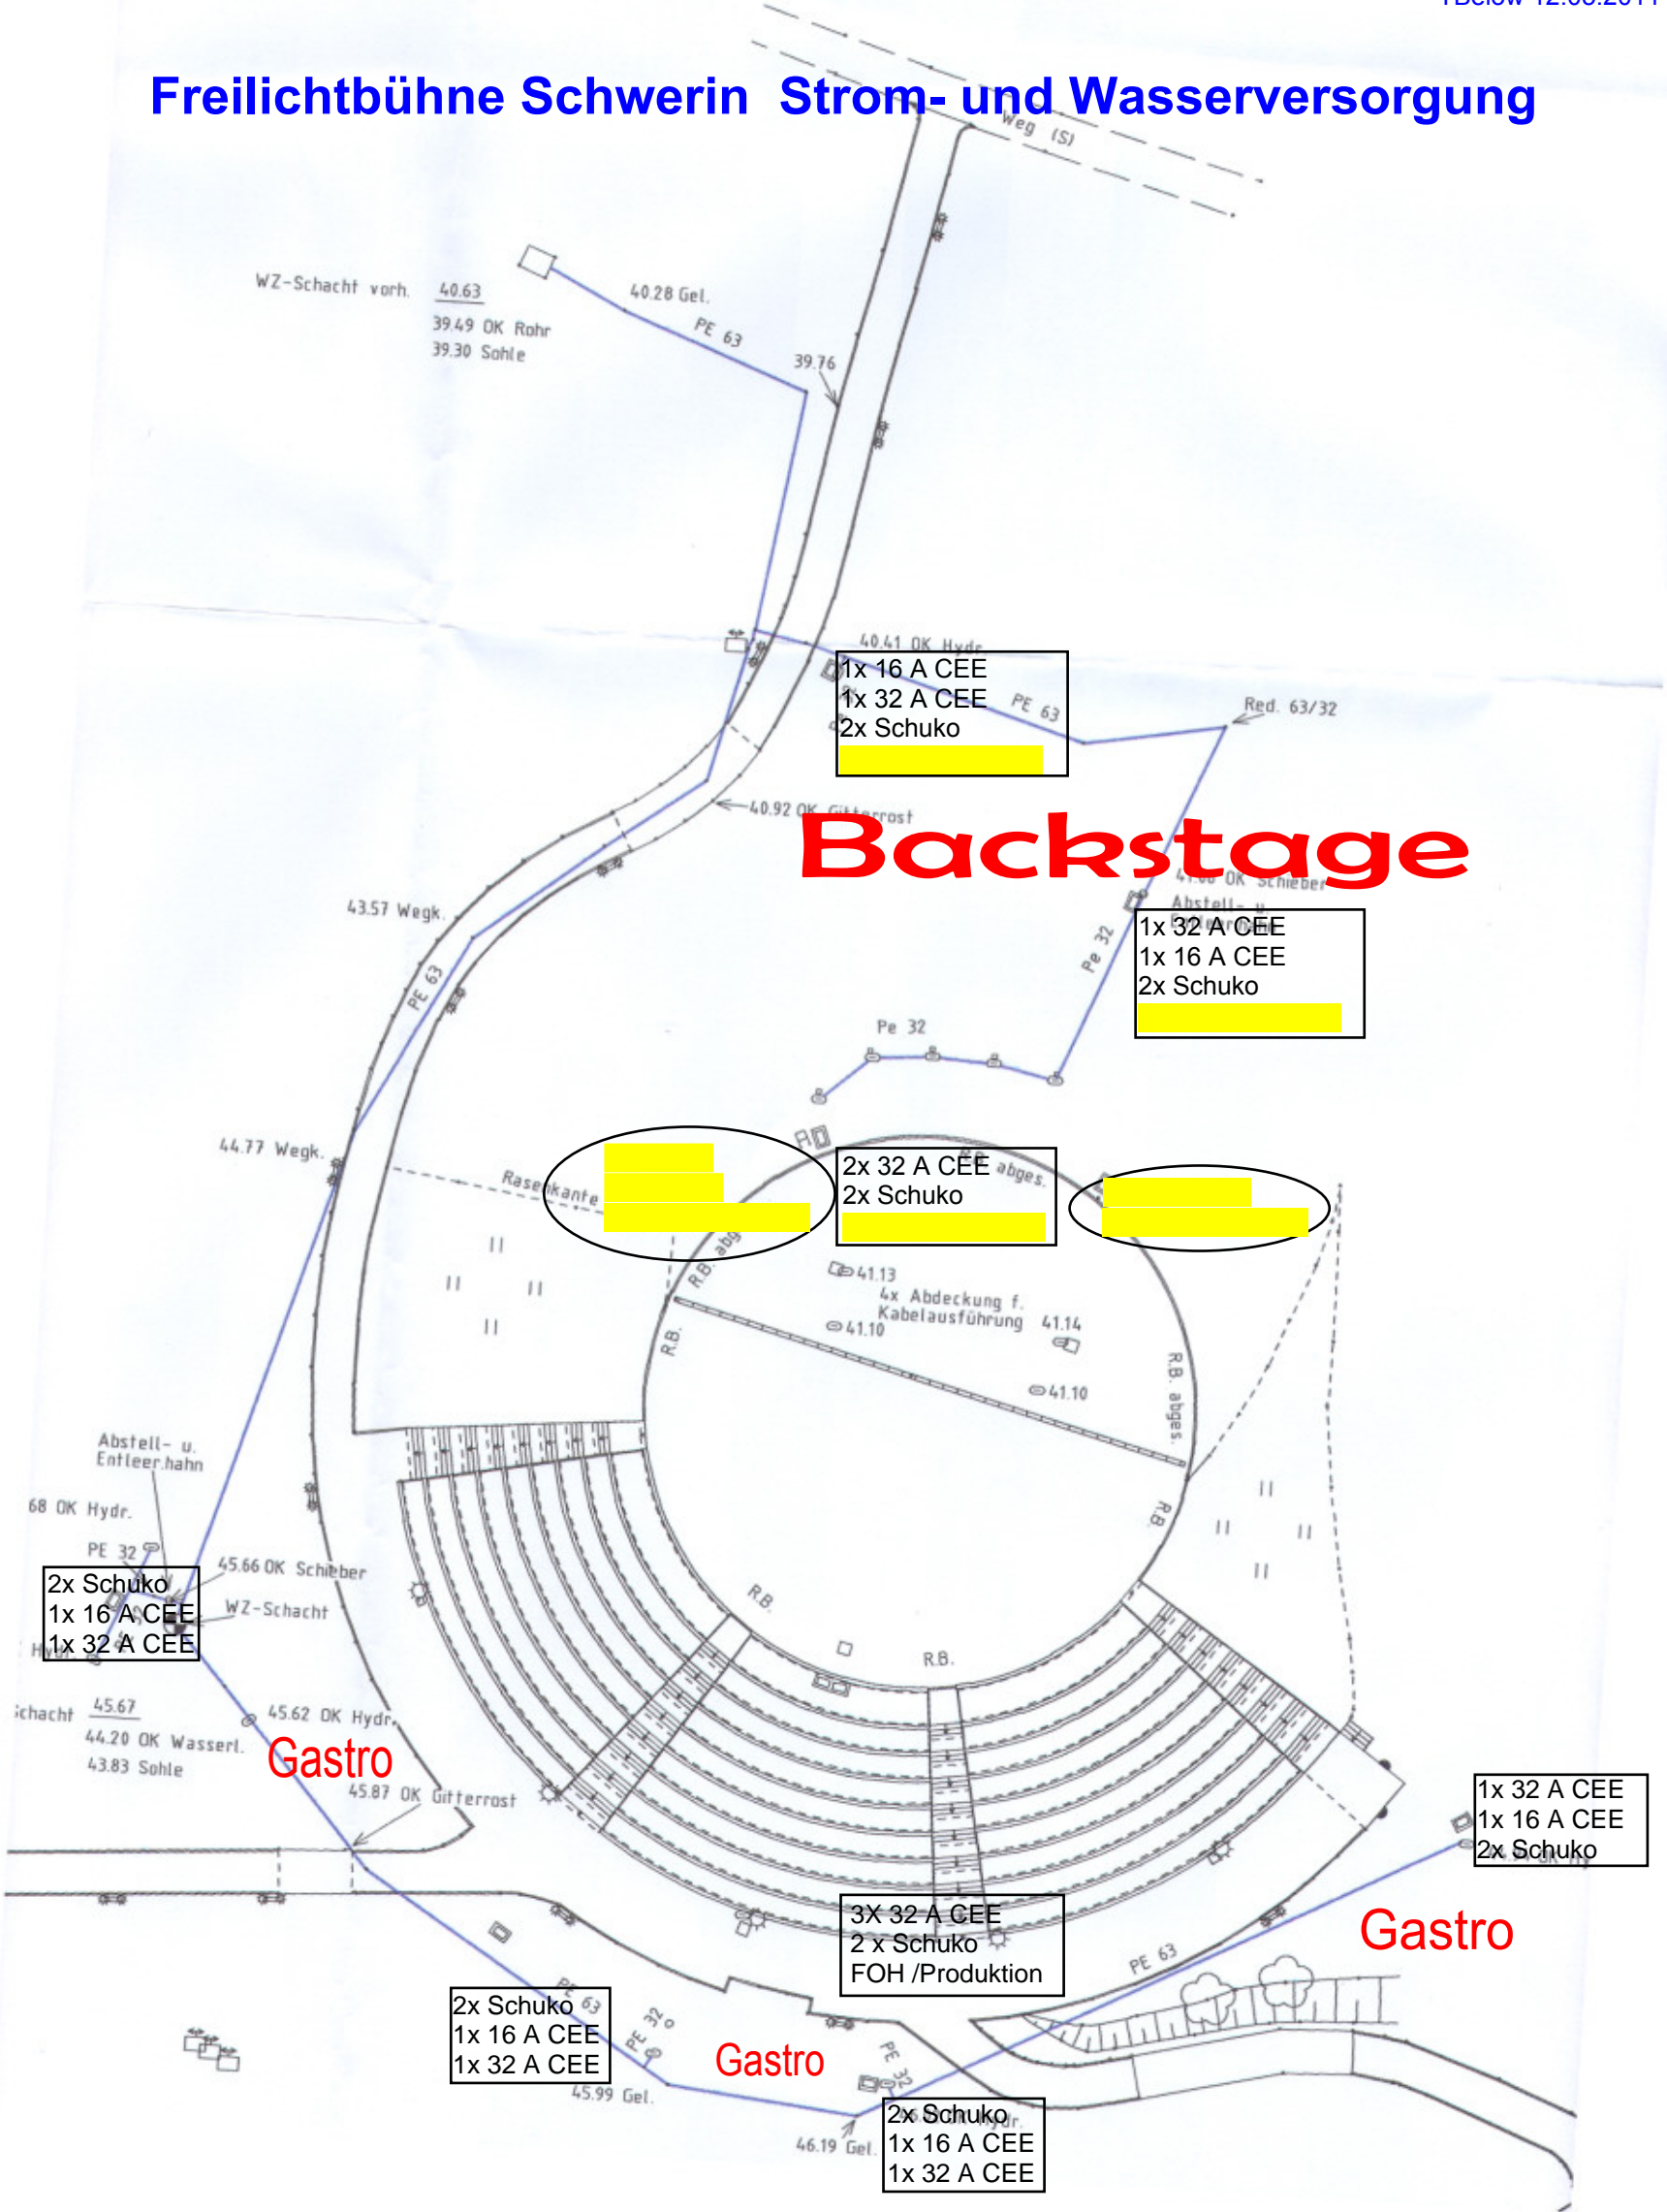 Freilichtbühne Schwerin Strom- und Wasserversorgung
Weg (S)
WZ-Schacht vorh. 40.63
39.49 OK Rohr
39.30 Sohle
40.28 Gel.
PE 63
39.76
40.41 OK Hydr.
1x 16 A CEE
1x 32 A CEE
2x Schuko
PE 63
Red. 63/32
40.92 OK Gitterrost
Backstage
OK Schieber
Abstell- u.
1x 32 A CEE
1x 16 A CEE
2x Schuko
Pe 32
43.57 Wegk.
PE 63
Pe 32
44.77 Wegk.
Rasenkante
2x 32 A CEE
2x Schuko
R.B. abges.
R.B.
41.13
4x Abdeckung f.
Kabelausführung 41.14
41.10
41.10
R.B. abges.
R.B.
Abstell- u.
Entleer.hahn
68 OK Hydr.
PE 32
45.66 OK Schieber
WZ-Schacht
2x Schuko
1x 16 A CEE
1x 32 A CEE
R.B.
R.B.
45.67
44.20 OK Wasserl.
43.83 Sohle
45.62 OK Hydr.
Gastro
45.87 OK Gitterrost
1x 32 A CEE
1x 16 A CEE
2x Schuko
Gastro
3X 32 A CEE
2 x Schuko
FOH /Produktion
PE 63
PE 63
2x Schuko
1x 16 A CEE
1x 32 A CEE
PE 32
45.99 Gel.
Gastro
PE 32
46.19 Gel.
2x Schuko
1x 16 A CEE
1x 32 A CEE